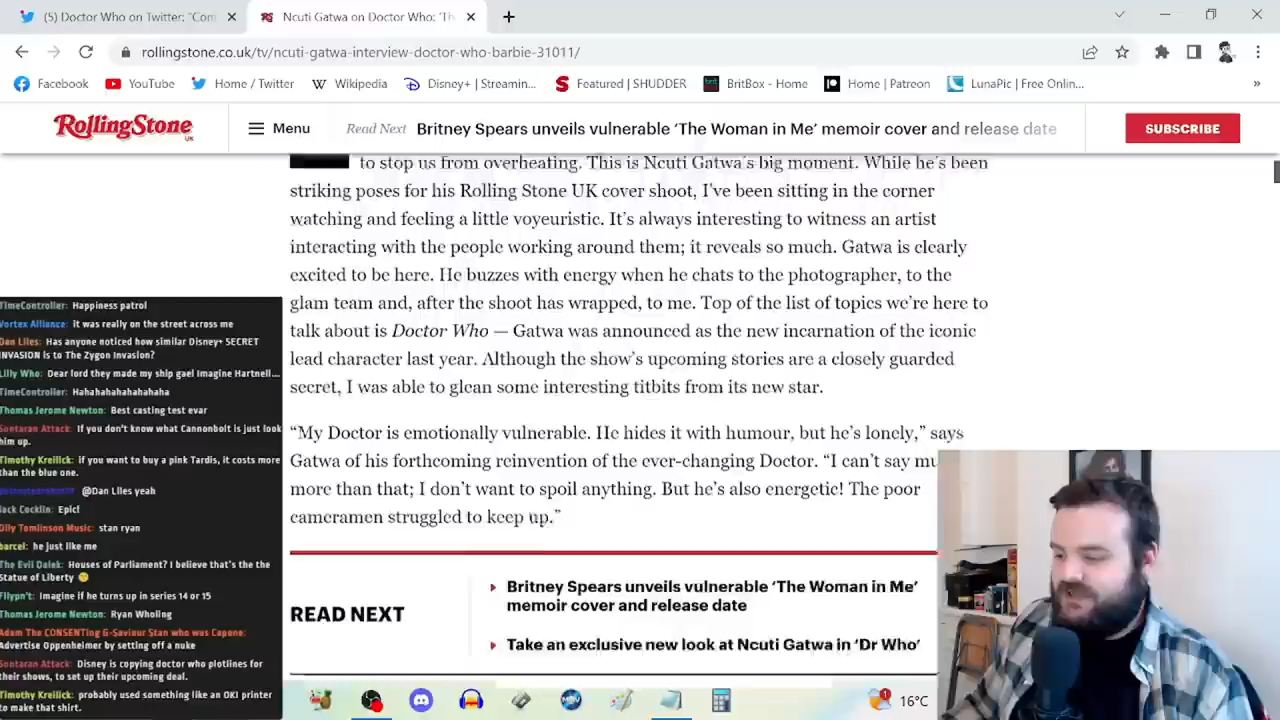 (5) Doctor Who on Twitter: "Com
Ncuti Gatwa on Doctor Who: 'Th
rollingstone.co.uk/tv/ncuti-gatwa-interview-doctor-who-barbie-31011/
Facebook
YouTube
Home / Twitter
Wikipedia
Disney+ | Streamin...
Featured | SHUDDER
BritBox - Home
Home | Patreon
LunaPic | Free Onlin...
»
RollingStone UK
Menu
Read Next Britney Spears unveils vulnerable ‘The Woman in Me’ memoir cover and release date
SUBSCRIBE
to stop us from overheating. This is Ncuti Gatwa’s big moment. While he’s been
striking poses for his Rolling Stone UK cover shoot, I’ve been sitting in the corner
watching and feeling a little voyeuristic. It’s always interesting to witness an artist
interacting with the people working around them; it reveals so much. Gatwa is clearly
excited to be here. He buzzes with energy when he chats to the photographer, to the
glam team and, after the shoot has wrapped, to me. Top of the list of topics we’re here to
talk about is Doctor Who — Gatwa was announced as the new incarnation of the iconic
lead character last year. Although the show’s upcoming stories are a closely guarded
secret, I was able to glean some interesting titbits from its new star.
“My Doctor is emotionally vulnerable. He hides it with humour, but he’s lonely,” says
Gatwa of his forthcoming reinvention of the ever-changing Doctor. “I can’t say mu
more than that; I don’t want to spoil anything. But he’s also energetic! The poor
cameramen struggled to keep up.”
READ NEXT
Britney Spears unveils vulnerable ‘The Woman in Me’
memoir cover and release date
Take an exclusive new look at Ncuti Gatwa in ‘Dr Who’
TimeController: Happiness patrol
Vortex Alliance: It was really on the street across me
Dan Liles: Has anyone noticed how similar Disney+ SECRET
INVASION is to The Zygon Invasion?
Lilly Who: Dear lord they made my ship gael Imagine Hartnell...
TimeController: Hahahahahahahaha
Thomas Jerome Newton: Best casting test evar
Sontaran Attack: If you don't know what Cannonbolt is just look
him up.
Timothy Kreilick: if you want to buy a pink Tardis, it costs more
than the blue one.
@Dan Liles yeah
Jack Cocklin: Epic!
Olly Tomlinson Music: stan ryan
barcel: he just like me
The Evil Dalek: Houses of Parliament? I believe that's the the
Statue of Liberty
Fllypn't: Imagine if he turns up in series 14 or 15
Thomas Jerome Newton: Ryan Wholing
Adam The CONSENTing G-Saviour Stan who was Capone:
Advertise Oppenheimer by setting off a nuke
Sontaran Attack: Disney is copying doctor who plotlines for
their shows, to set up their upcoming deal.
Timothy Kreilick: probably used something like an OKI printer
to make that shirt.
16°C